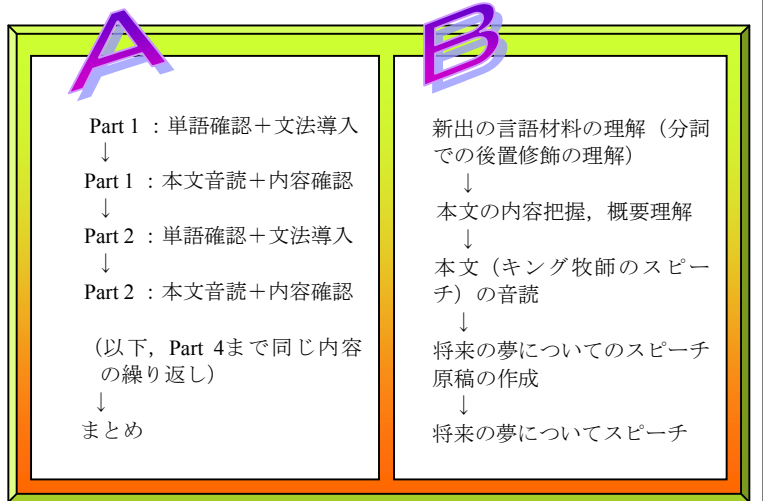 A
Part 1 ：単語確認＋文法導入
↓
Part 1 ：本文音読＋内容確認
↓
Part 2 ：単語確認＋文法導入
↓
Part 2 ：本文音読＋内容確認
（以下，Part 4まで同じ内容
の繰り返し）
↓
まとめ
B
新出の言語材料の理解（分詞
での後置修飾の理解）
↓
本文の内容把握，概要理解
↓
本文（キング牧師のスピー
チ）の音読
↓
将来の夢についてのスピーチ
原稿の作成
↓
将来の夢についてスピーチ